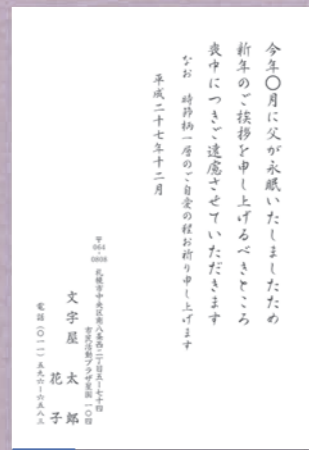 今年〇月に父が永眠いたしましたため
新年のご挨拶を申し上げるべきところ
喪中につきご遠慮させていただきます
なお 時節柄一層のご自愛の程お祈り申し上げます
平成二十七年十二月
〒064-0808
札幌市中央区南八条西二丁目五−七十四
市民活動プラザ星園一〇四
文字屋 太郎
花子
電話(〇一一)五九六−六五八三